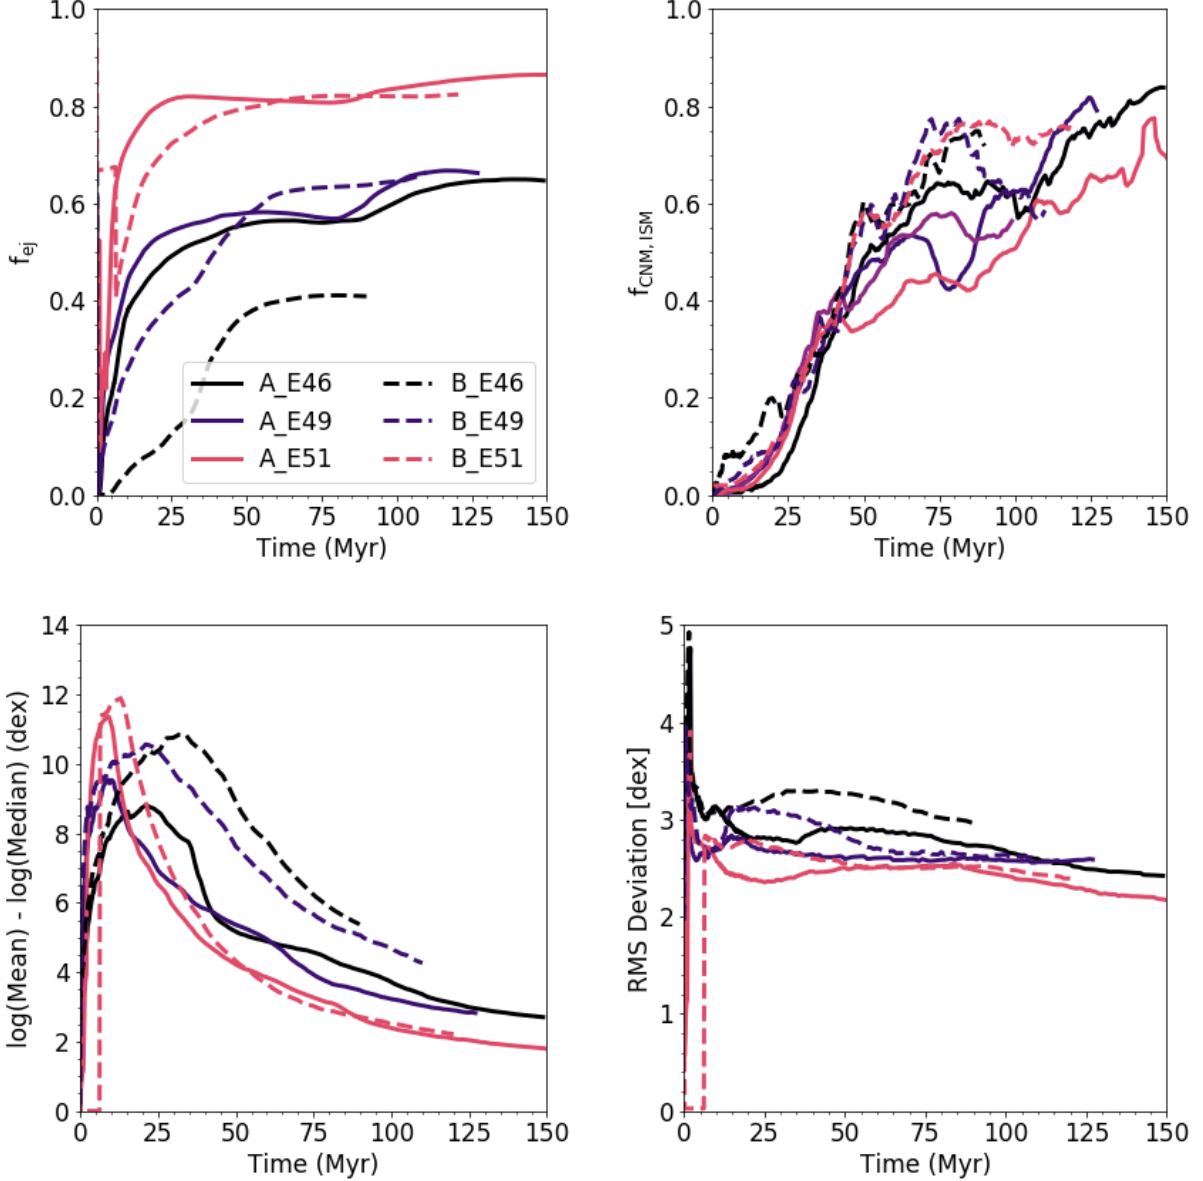 1.0
0.8
0.6
0.4
0.2
0.0
f_ej
0 25 50 75 100 125 150
Time (Myr)
A_E46 B_E46
A_E49 B_E49
A_E51 B_E51
1.0
0.8
0.6
0.4
0.2
0.0
f_CNM, ISM
0 25 50 75 100 125 150
Time (Myr)
14
12
10
8
6
4
2
0
log(Mean) - log(Median) (dex)
0 25 50 75 100 125 150
Time (Myr)
5
4
3
2
1
0
RMS Deviation [dex]
0 25 50 75 100 125 150
Time (Myr)